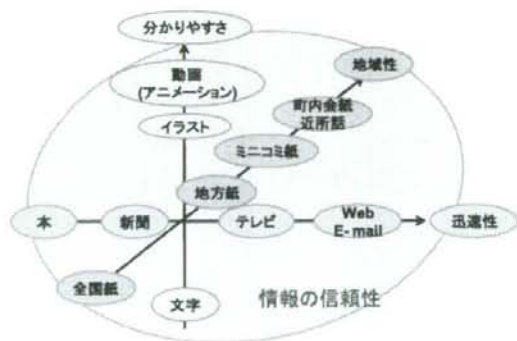 分かりやすさ
動画
(アニメーション)
地域性
町内会紙
近所話
イラスト
ミニコミ紙
地方紙
本
新聞
テレビ
Web
E-mail
迅速性
全国紙
文字
情報の信頼性